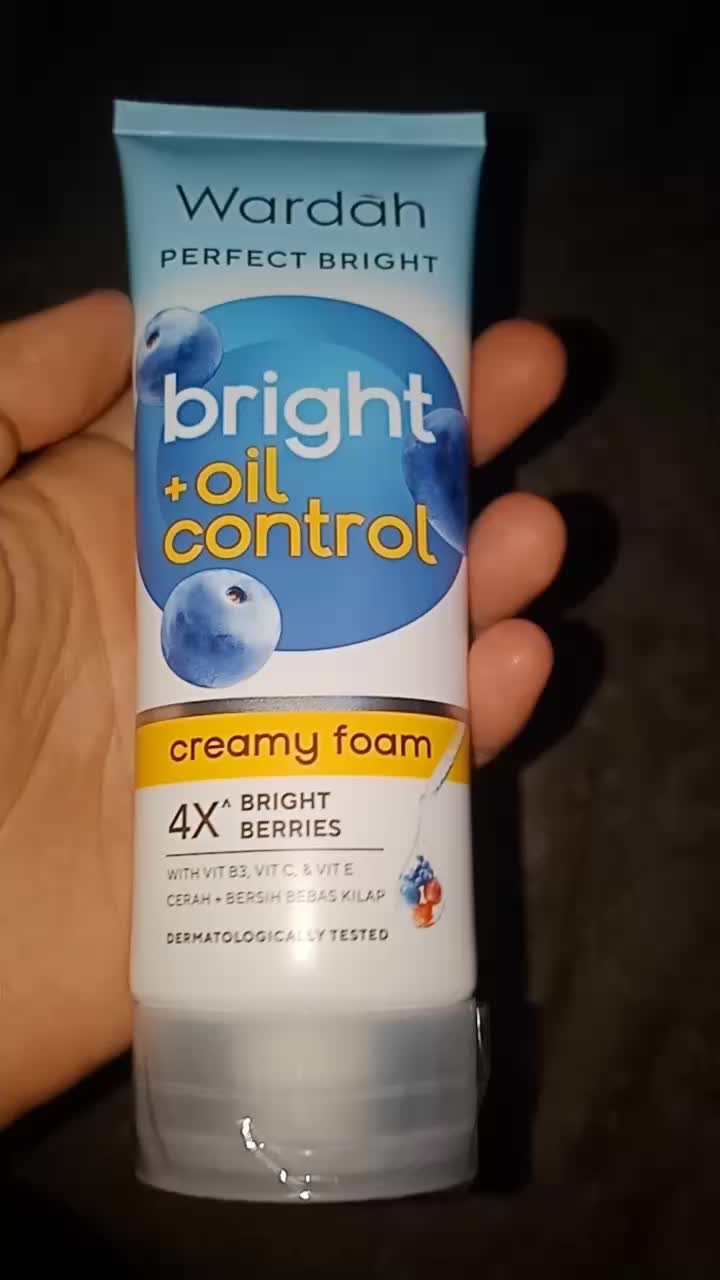 Wardah
PERFECT BRIGHT
bright
+ oil
control
creamy foam
4X^ BRIGHT
BERRIES
WITH VIT B3, VIT C, & VIT E
CERAH + BERSIH BEBAS KILAP
DERMATOLOGICALLY TESTED